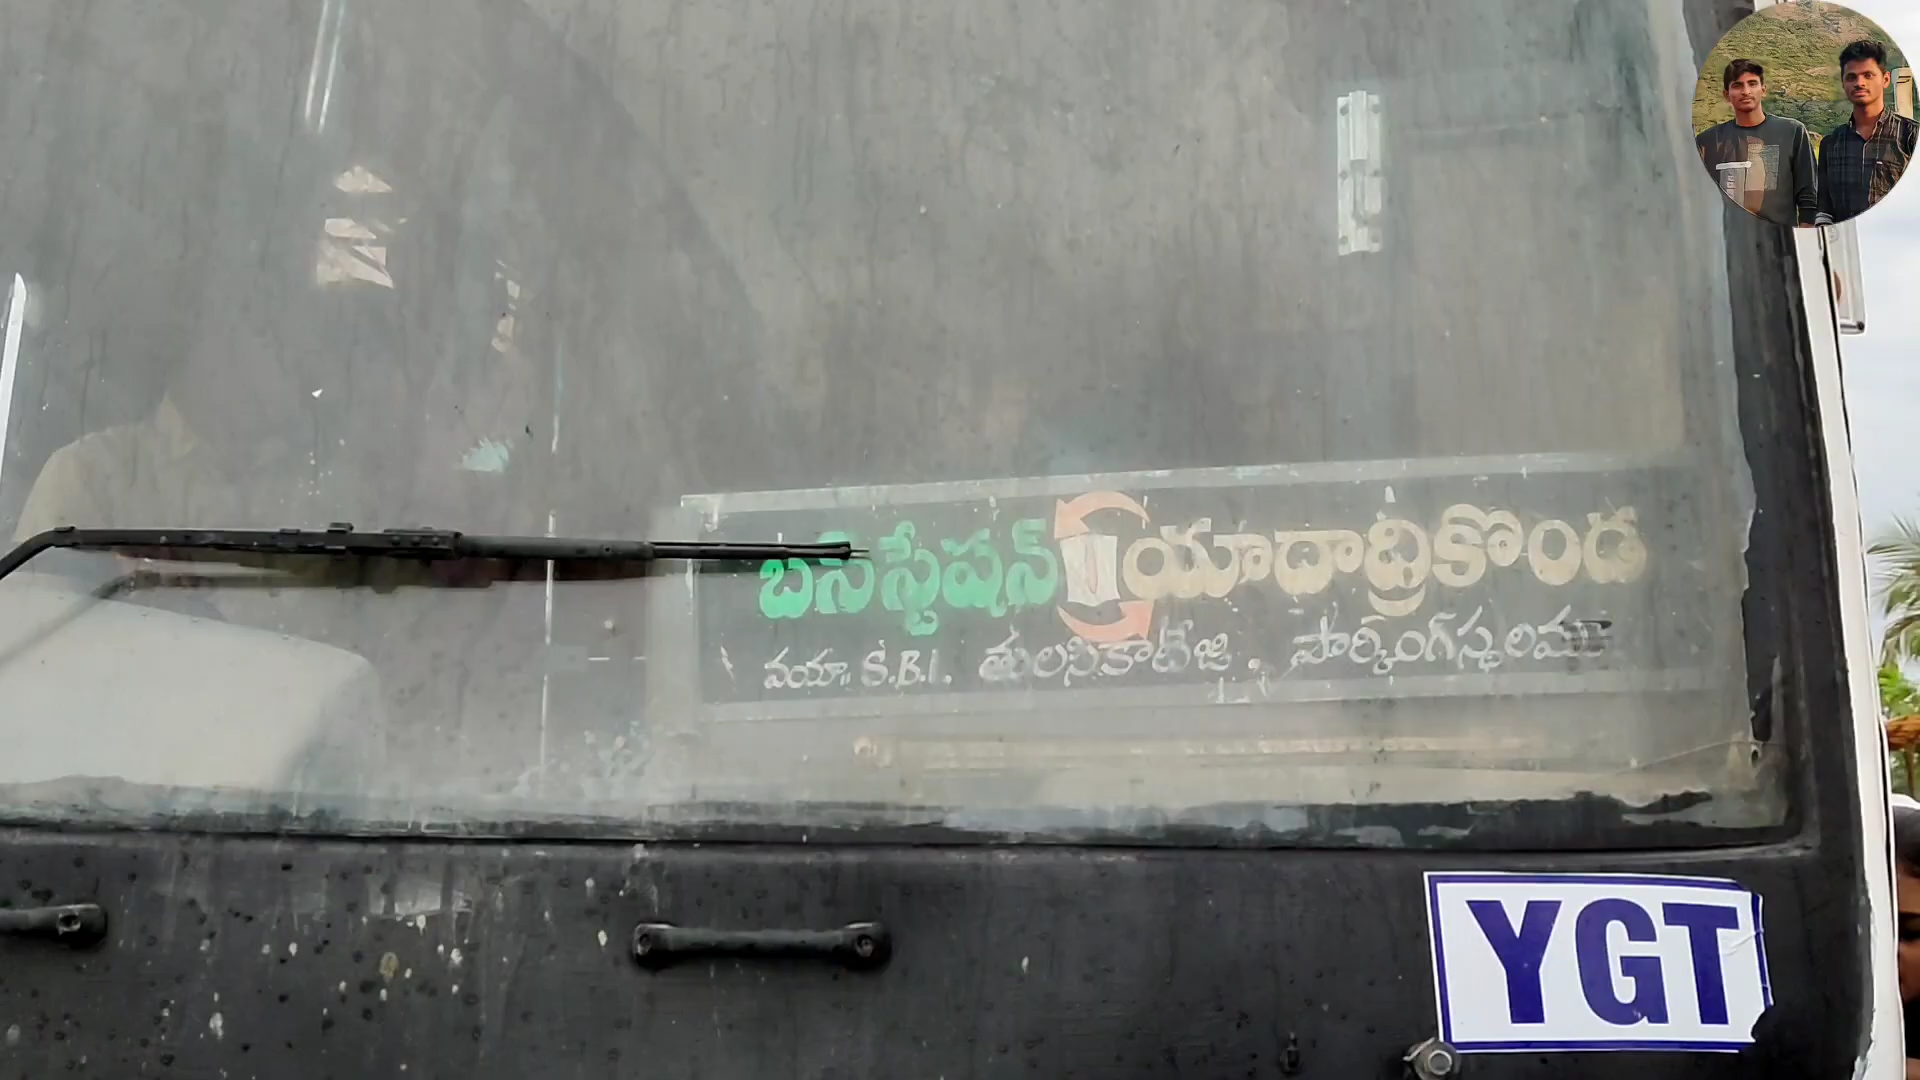 బస్‌స్టేషన్ యాదాద్రికొండ
వయా.. S.B.I. తులసికాటేజి, పార్కింగ్‌స్థలము
YGT